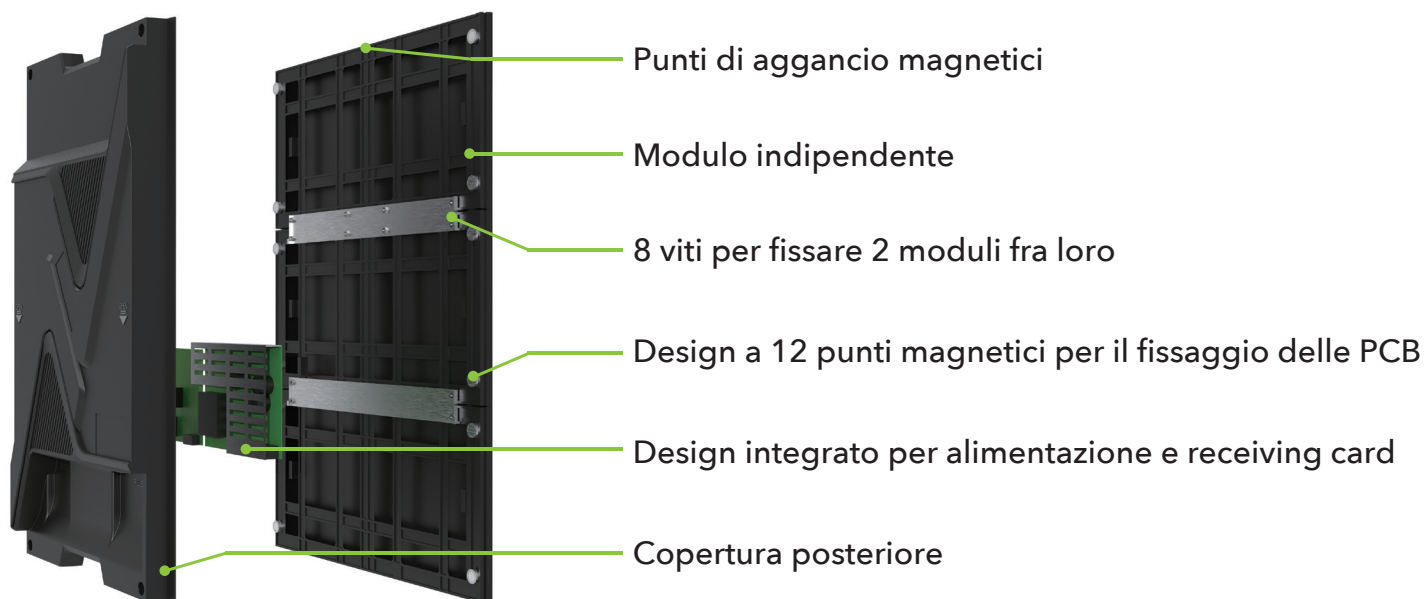 Punti di aggancio magnetici
Modulo indipendente
8 viti per fissare 2 moduli fra loro
Design a 12 punti magnetici per il fissaggio delle PCB
Design integrato per alimentazione e receiving card
Copertura posteriore